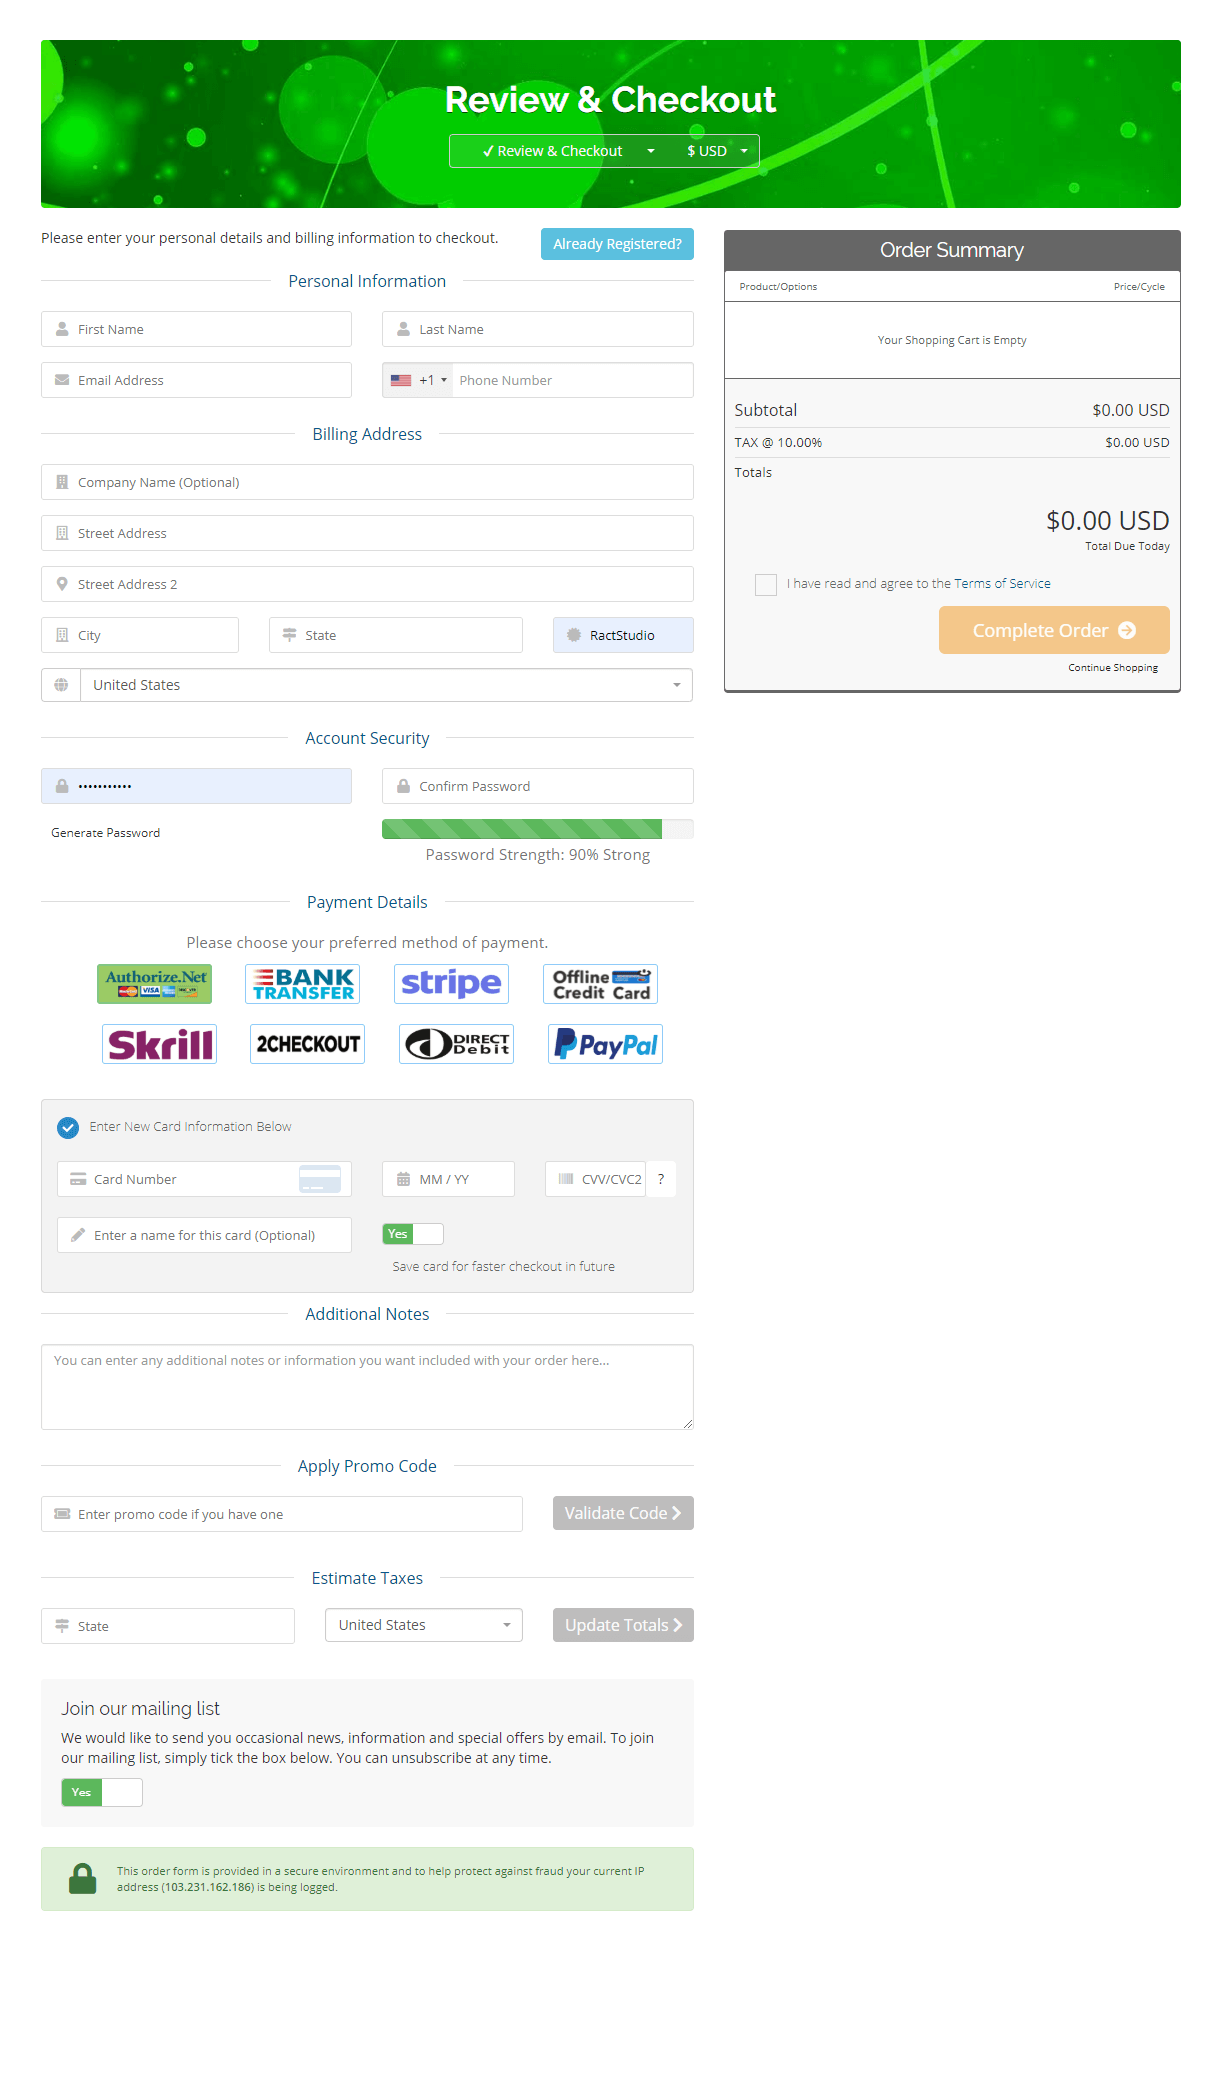 Review & Checkout
Review & Checkout $ USD
Please enter your personal details and billing information to checkout.
Already Registered?
Personal Information
First Name
Last Name
Email Address
+1 Phone Number
Billing Address
Company Name (Optional)
Street Address
Street Address 2
City
State
RactStudio
United States
Account Security
•••••••••••
Confirm Password
Generate Password
Password Strength: 90% Strong
Payment Details
Please choose your preferred method of payment.
Authorize.Net
VISA
BANK
TRANSFER
stripe
Offline
Credit Card
Skrill
2CHECKOUT
DIRECT
Debit
PayPal
Enter New Card Information Below
Card Number
MM / YY
CVV/CVC2
?
Enter a name for this card (Optional)
Yes
Save card for faster checkout in future
Additional Notes
You can enter any additional notes or information you want included with your order here...
Apply Promo Code
Enter promo code if you have one
Validate Code
Estimate Taxes
State
United States
Update Totals
Join our mailing list
We would like to send you occasional news, information and special offers by email. To join
our mailing list, simply tick the box below. You can unsubscribe at any time.
Yes
This order form is provided in a secure environment and to help protect against fraud your current IP
address (103.231.162.186) is being logged.
Order Summary
Product/Options
Price/Cycle
Your Shopping Cart is Empty
Subtotal
$0.00 USD
TAX @ 10.00%
$0.00 USD
Totals
$0.00 USD
Total Due Today
I have read and agree to the Terms of Service
Complete Order
Continue Shopping